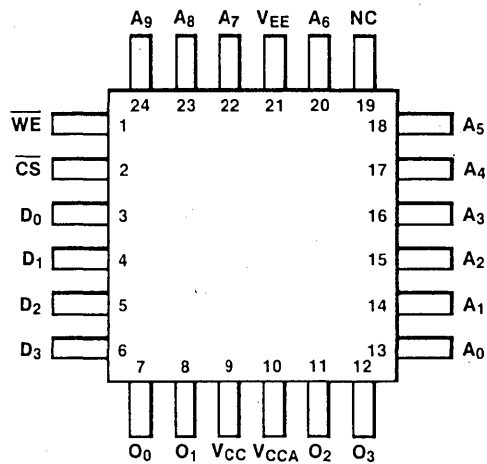 A9 A8 A7 VEE A6 NC
24 23 22 21 20 19
WE 1 18 A5
CS 2 17 A4
D0 3 16 A3
D1 4 15 A2
D2 5 14 A1
D3 6 13 A0
7 8 9 10 11 12
O0 O1 VCC VCCA O2 O3